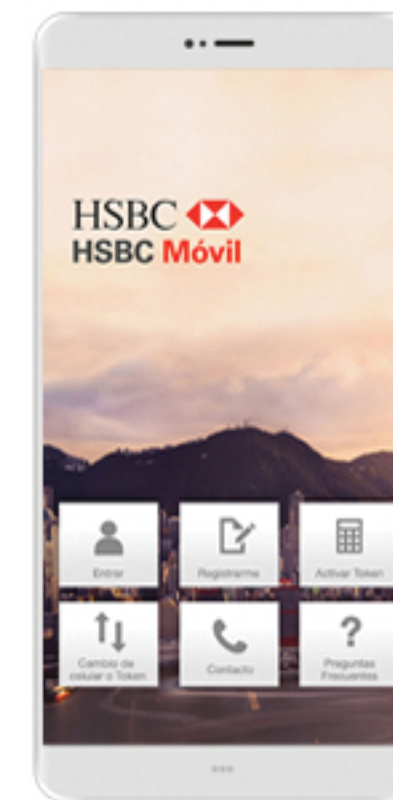 HSBC
HSBC Móvil
Entrar
Registrarme
Activar Token
Cambio de
celular o Token
Contacto
?
Preguntas
Frecuentes